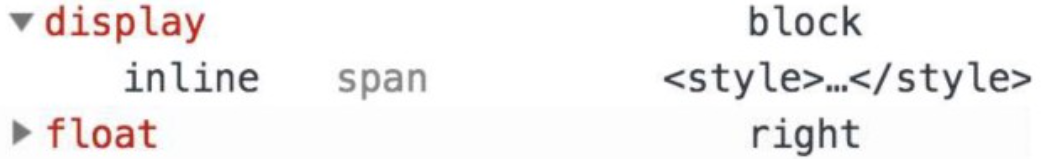 display block
inline span <style>…</style>
float right